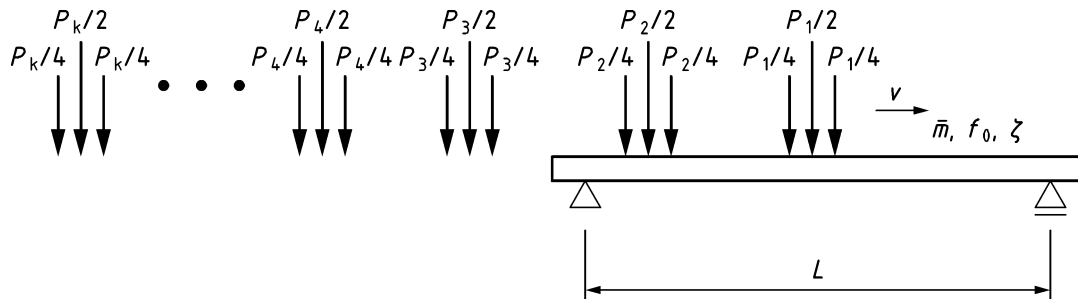 P_k/2 P_4/2 P_3/2 P_2/2 P_1/2
P_k/4 P_k/4 P_4/4 P_4/4 P_3/4 P_3/4 P_2/4 P_2/4 P_1/4 P_1/4
v
m̄, f_0, ζ
L